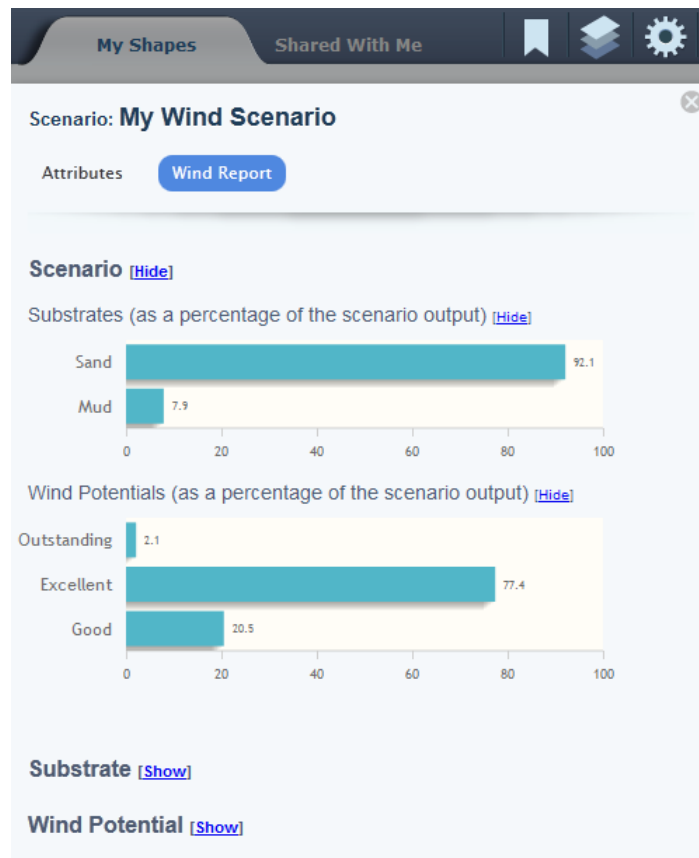 My Shapes Shared With Me
Scenario: My Wind Scenario
Attributes Wind Report
Scenario [Hide]
Substrates (as a percentage of the scenario output) [Hide]
Sand 92.1
Mud 7.9
0 20 40 60 80 100
Wind Potentials (as a percentage of the scenario output) [Hide]
Outstanding 2.1
Excellent 77.4
Good 20.5
0 20 40 60 80 100
Substrate [Show]
Wind Potential [Show]